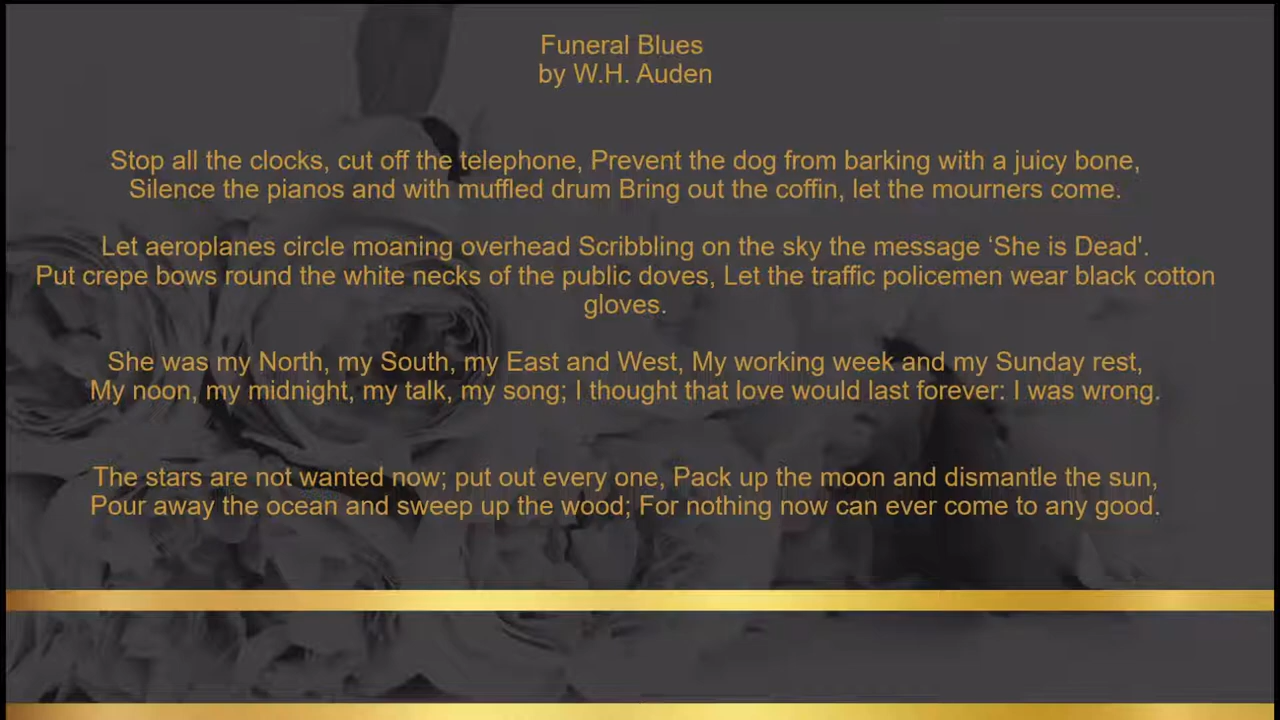 Funeral Blues
by W.H. Auden
Stop all the clocks, cut off the telephone, Prevent the dog from barking with a juicy bone,
Silence the pianos and with muffled drum Bring out the coffin, let the mourners come.
Let aeroplanes circle moaning overhead Scribbling on the sky the message ‘She is Dead'.
Put crepe bows round the white necks of the public doves, Let the traffic policemen wear black cotton
gloves.
She was my North, my South, my East and West, My working week and my Sunday rest,
My noon, my midnight, my talk, my song; I thought that love would last forever: I was wrong.
The stars are not wanted now; put out every one, Pack up the moon and dismantle the sun,
Pour away the ocean and sweep up the wood; For nothing now can ever come to any good.